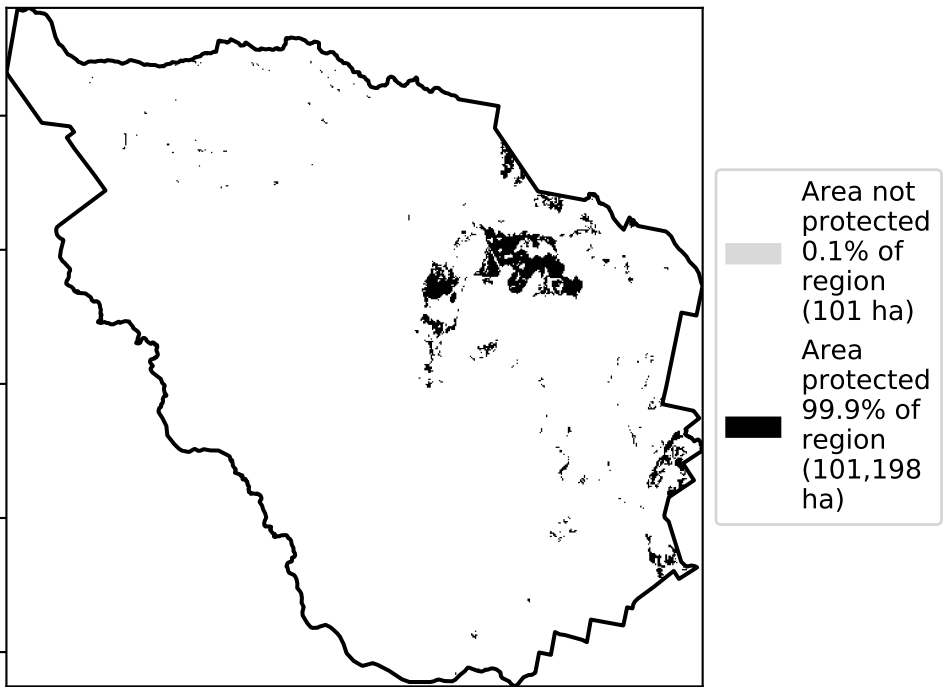 Area not
protected
0.1% of
region
(101 ha)
Area
protected
99.9% of
region
(101,198
ha)